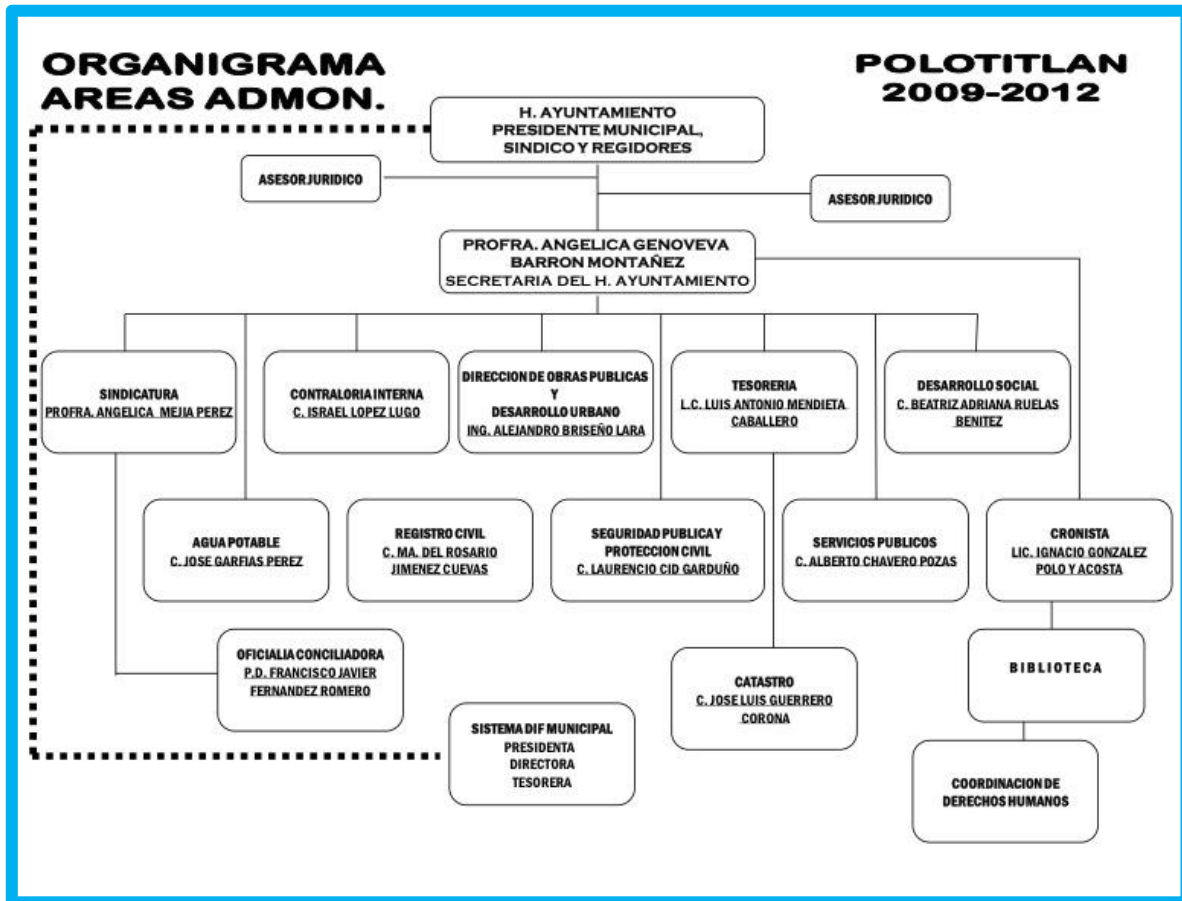 ORGANIGRAMA
AREAS ADMON.
POLOTITLAN
2009-2012
H. AYUNTAMIENTO
PRESIDENTE MUNICIPAL,
SINDICO Y REGIDORES
ASESOR JURIDICO
ASESOR JURIDICO
PROFRA. ANGELICA GENOVEVA
BARRON MONTAÑEZ
SECRETARIA DEL H. AYUNTAMIENTO
SINDICATURA
PROFRA. ANGELICA MEJIA PEREZ
CONTRALORIA INTERNA
C. ISRAEL LOPEZ LUGO
DIRECCION DE OBRAS PUBLICAS
Y
DESARROLLO URBANO
ING. ALEJANDRO BRISEÑO LARA
TESORERIA
L.C. LUIS ANTONIO MENDIETA
CABALLERO
DESARROLLO SOCIAL
C. BEATRIZ ADRIANA RUELAS
BENITEZ
AGUA POTABLE
C. JOSE GARFIAS PEREZ
REGISTRO CIVIL
C. MA. DEL ROSARIO
JIMENEZ CUEVAS
SEGURIDAD PUBLICA Y
PROTECCION CIVIL
C. LAURENCIO CID GARDUÑO
SERVICIOS PUBLICOS
C. ALBERTO CHAVERO POZAS
CRONISTA
LIC. IGNACIO GONZALEZ
POLO Y ACOSTA
OFICIALIA CONCILIADORA
P.D. FRANCISCO JAVIER
FERNANDEZ ROMERO
CATASTRO
C. JOSE LUIS GUERRERO
CORONA
BIBLIOTECA
SISTEMA DIF MUNICIPAL
PRESIDENTA
DIRECTORA
TESORERA
COORDINACION DE
DERECHOS HUMANOS